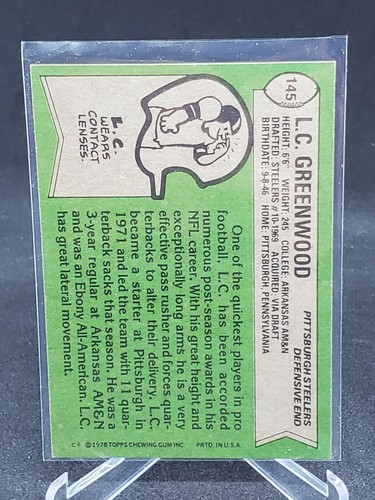 145
L.C. GREENWOOD
PITTSBURGH STEELERS
DEFENSIVE END
HEIGHT: 6'6" WEIGHT: 245 COLLEGE: ARKANSAS AM&N
DRAFTED: STEELERS #10-1969 ACQUIRED: VIA DRAFT
BIRTHDATE: 9-8-46 HOME: PITTSBURGH, PENNSYLVANIA
L.C.
WEARS
CONTACT
LENSES.
One of the quickest players in pro
football, L.C. has been accorded
numerous post-season awards in his
NFL career. With his great height and
exceptionally long arms he is a very
effective pass rusher and forces quar-
terbacks to alter their delivery. L.C.
became a starter at Pittsburgh in
1971 and led the team with 11 quar-
terback sacks that season. He was
3-year regular at Arkansas AM&N
and was an Ebony All-American. L.C.
has great lateral movement.
© 1978 TOPPS CHEWING GUM INC. PRTD. IN U.S.A.